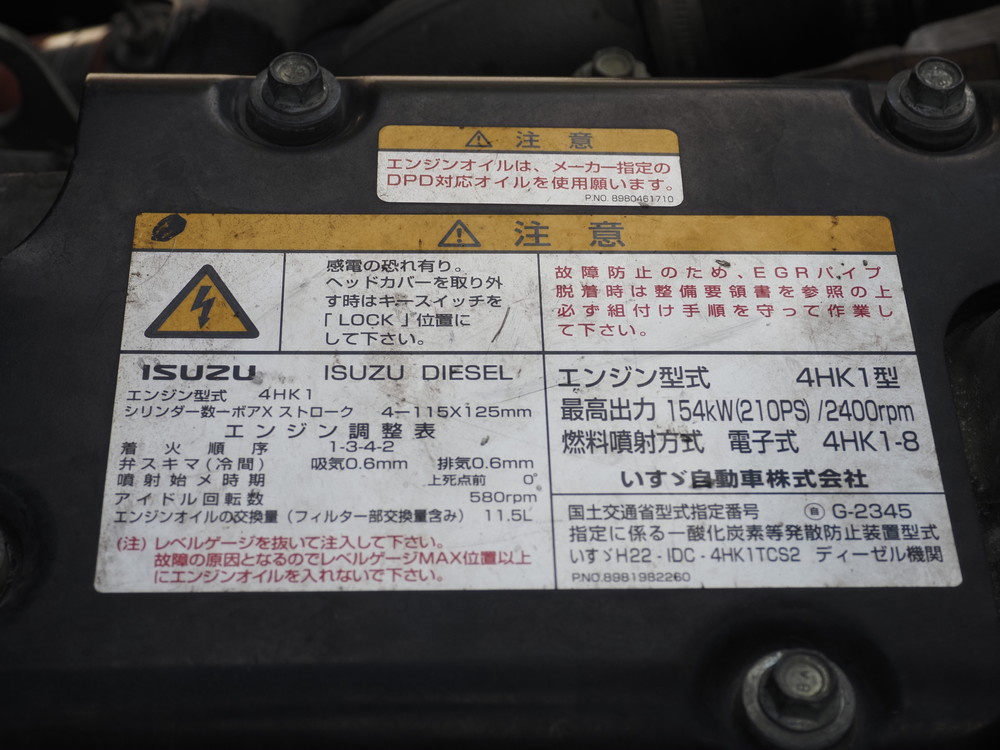 注 意
エンジンオイルは、メーカー指定の
DPD対応オイルを使用願います。
P.NO. 8980461710
注 意
感電の恐れ有り。
ヘッドカバーを取り外
す時はキースイッチを
「 LOCK 」位置に
して下さい。
故障防止のため、EGRパイプ
脱着時は整備要領書を参照の上
必ず組付け手順を守って作業し
て下さい。
ISUZU ISUZU DIESEL
エンジン型式 4HK1
シリンダー数ーボアX ストローク 4ー115X125mm
エンジン調整表
着火順序 1-3-4-2
弁スキマ(冷間) 吸気0.6mm 排気0.6mm
噴射始メ時期 上死点前 0°
アイドル回転数 580rpm
エンジンオイルの交換量(フィルター部交換量含み) 11.5L
(注)レベルゲージを抜いて注入して下さい。
故障の原因となるのでレベルゲージMAX位置以上
にエンジンオイルを入れないで下さい。
エンジン型式 4HK1型
最高出力 154kW(210PS) /2400rpm
燃料噴射方式 電子式 4HK1-8
いすゞ自動車株式会社
国土交通省型式指定番号 自 G-2345
指定に係る一酸化炭素等発散防止装置型式
いすゞH22 - IDC - 4HK1TCS2 ディーゼル機関
P.NO.8981982260